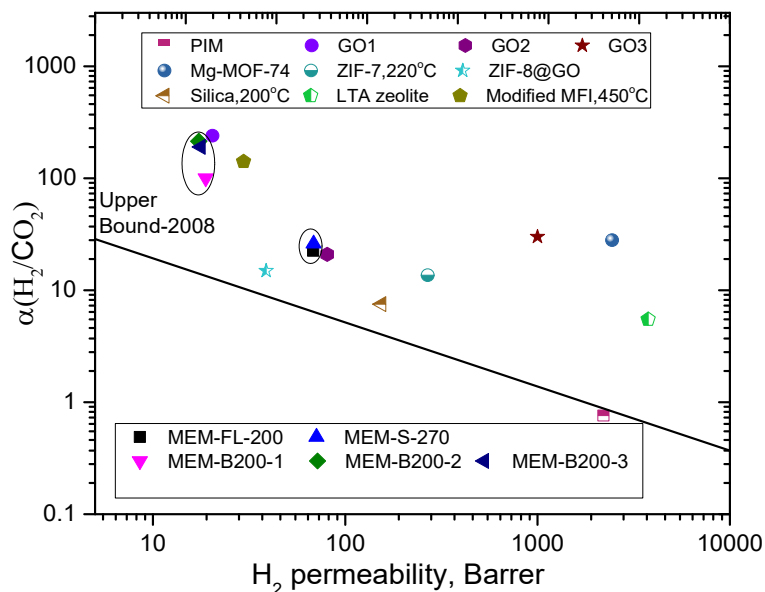 PIM GO1 GO2 GO3
Mg-MOF-74 ZIF-7,220°C ZIF-8@GO
Silica,200°C LTA zeolite Modified MFI,450°C
1000
100
10
1
0.1
α(H₂/CO₂)
Upper
Bound-2008
MEM-FL-200 MEM-S-270
MEM-B200-1 MEM-B200-2 MEM-B200-3
10 100 1000 10000
H₂ permeability, Barrer